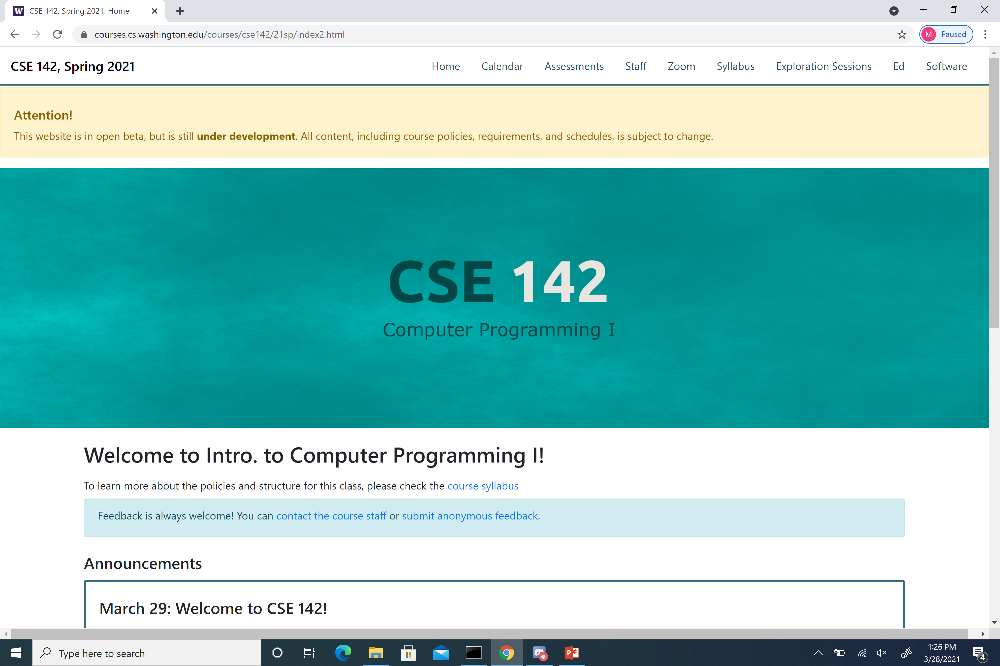 CSE 142, Spring 2021: Home
courses.cs.washington.edu/courses/cse142/21sp/index2.html
M Paused
CSE 142, Spring 2021
Home Calendar Assessments Staff Zoom Syllabus Exploration Sessions Ed Software
Attention!
This website is in open beta, but is still under development. All content, including course policies, requirements, and schedules, is subject to change.
CSE 142
Computer Programming I
Welcome to Intro. to Computer Programming I!
To learn more about the policies and structure for this class, please check the course syllabus
Feedback is always welcome! You can contact the course staff or submit anonymous feedback.
Announcements
March 29: Welcome to CSE 142!
Type here to search
1:26 PM
3/28/2021
4